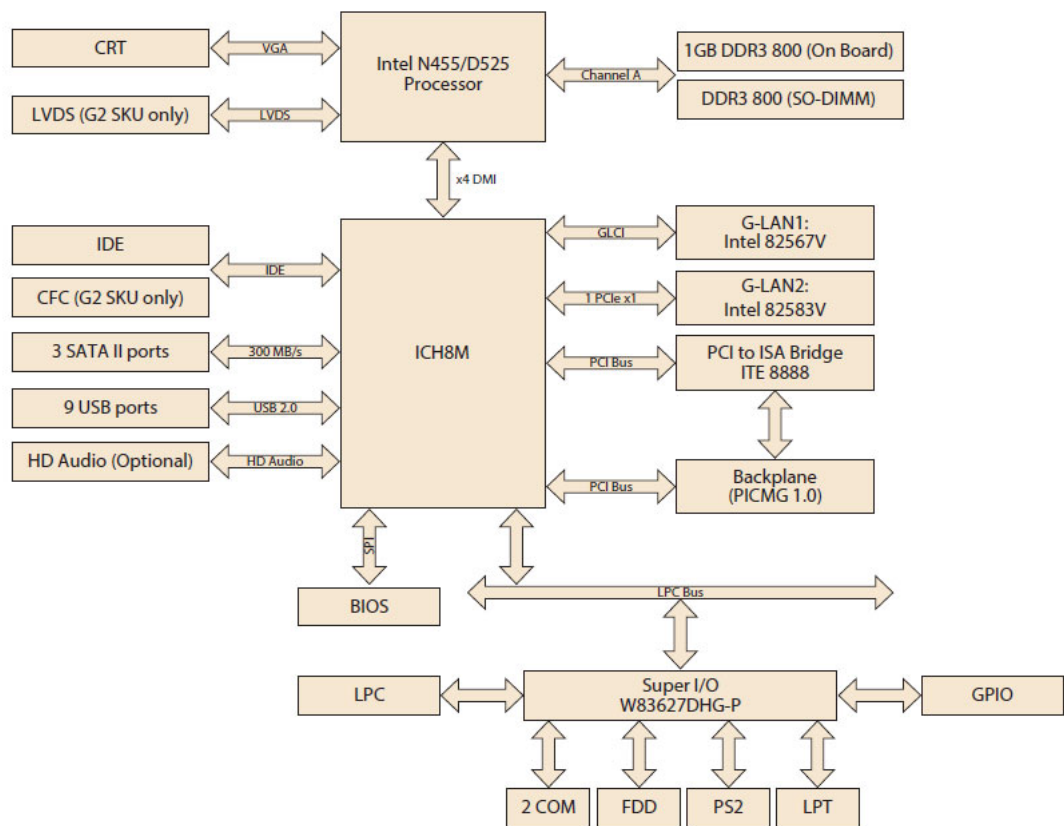 CRT
VGA
Intel N455/D525
Processor
Channel A
1GB DDR3 800 (On Board)
DDR3 800 (SO-DIMM)
LVDS (G2 SKU only)
LVDS
x4 DMI
IDE
CFC (G2 SKU only)
IDE
3 SATA II ports
300 MB/s
9 USB ports
USB 2.0
HD Audio (Optional)
HD Audio
ICH8M
GLCI
G-LAN1:
Intel 82567V
1 PCIe x1
G-LAN2:
Intel 82583V
PCI Bus
PCI to ISA Bridge
ITE 8888
PCI Bus
Backplane
(PICMG 1.0)
SPI
BIOS
LPC Bus
LPC
Super I/O
W83627DHG-P
GPIO
2 COM
FDD
PS2
LPT